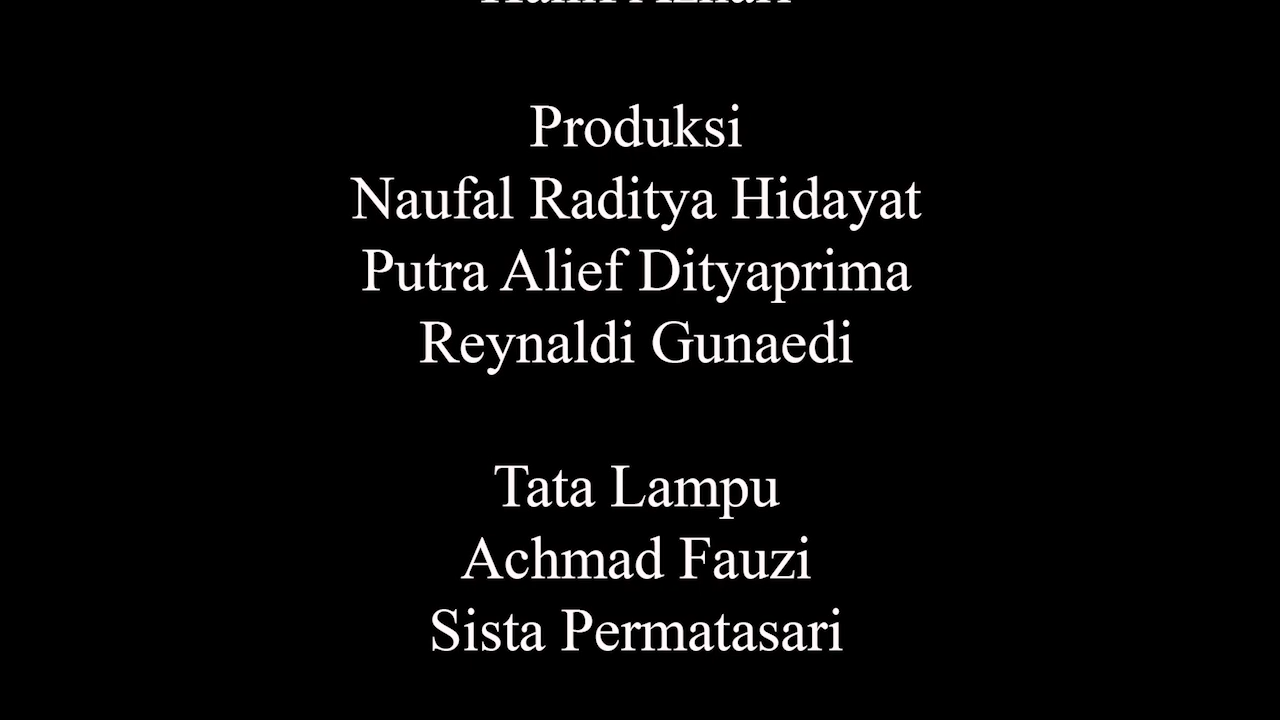 Produksi
Naufal Raditya Hidayat
Putra Alief Dityaprima
Reynaldi Gunaedi
Tata Lampu
Achmad Fauzi
Sista Permatasari